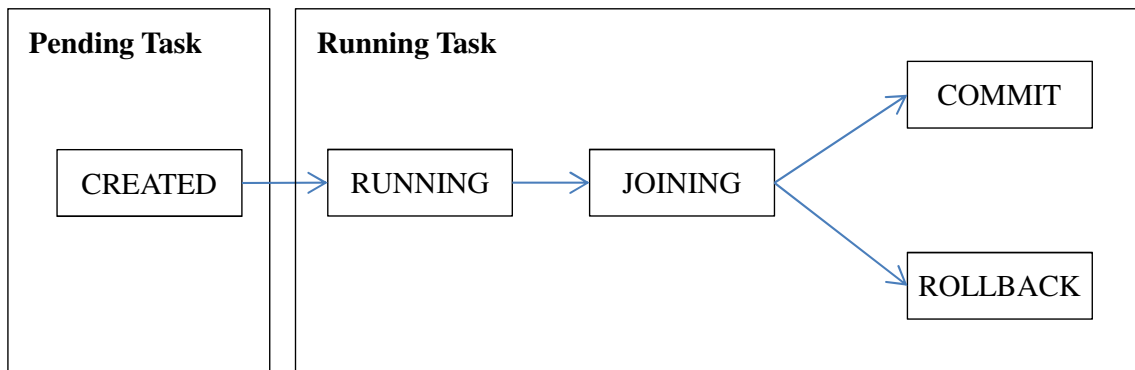 Pending Task
Running Task
COMMIT
CREATED
RUNNING
JOINING
ROLLBACK